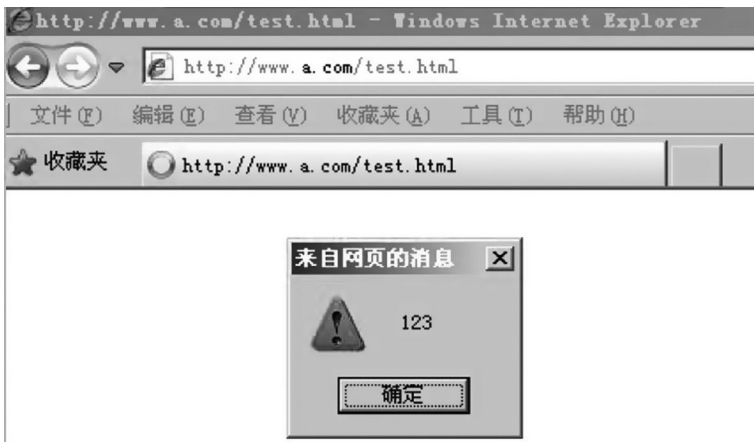 http://www.a.com/test.html - Windows Internet Explorer
http://www.a.com/test.html
文件(F) 编辑(E) 查看(V) 收藏夹(A) 工具(T) 帮助(H)
收藏夹 http://www.a.com/test.html
来自网页的消息
123
确定